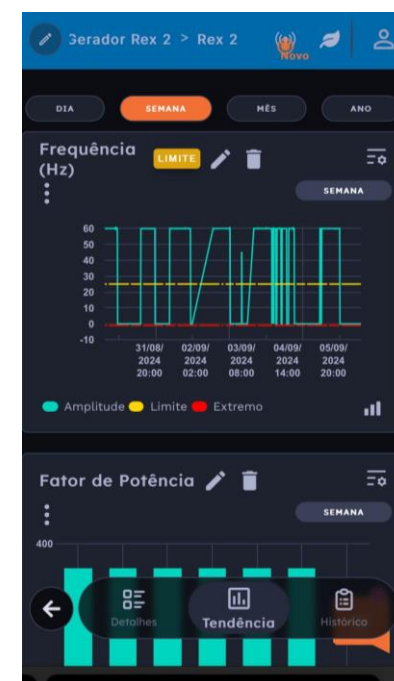 Gerador Rex 2 > Rex 2
Novo
DIA
SEMANA
MÊS
ANO
Frequência
(Hz)
LIMITE
SEMANA
60
50
40
30
20
10
0
-10
31/08/
2024
20:00
02/09/
2024
02:00
03/09/
2024
08:00
04/09/
2024
14:00
05/09/
2024
20:00
Amplitude
Limite
Extremo
Fator de Potência
SEMANA
400
Detalhes
Tendência
Histórico